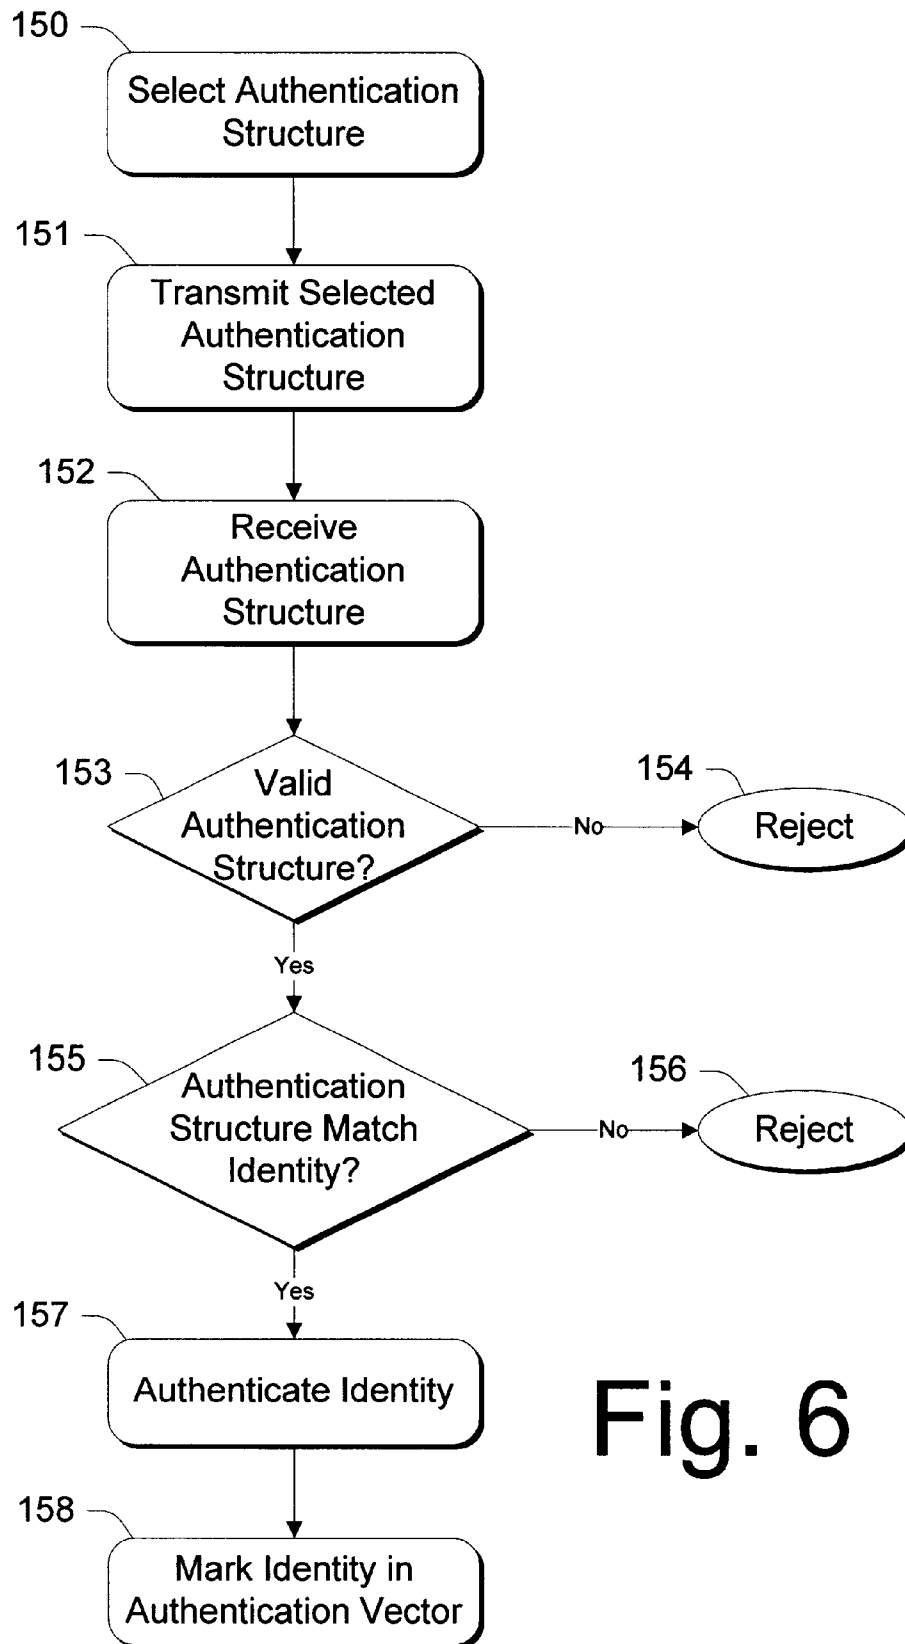 150
Select Authentication
Structure
151
Transmit Selected
Authentication
Structure
152
Receive
Authentication
Structure
153
Valid
Authentication
Structure?
No
154
Reject
Yes
155
Authentication
Structure Match
Identity?
No
156
Reject
Yes
157
Authenticate Identity
Fig. 6
158
Mark Identity in
Authentication Vector